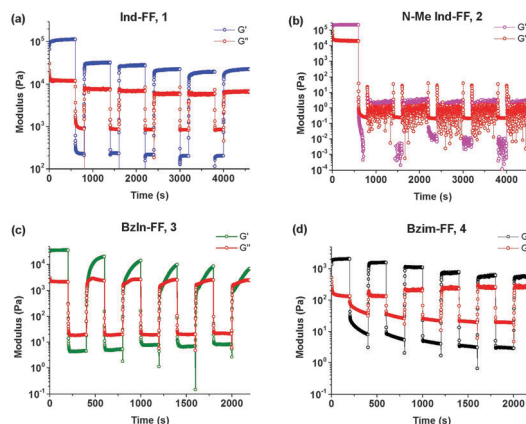 (a) Ind-FF, 1
G'
G''
Modulus (Pa)
10⁵
10⁴
10³
10²
0 1000 2000 3000 4000
Time (s)
(b) N-Me Ind-FF, 2
G'
G''
Modulus (Pa)
10⁵
10⁴
10³
10²
10¹
10⁰
10⁻¹
10⁻²
10⁻³
10⁻⁴
0 1000 2000 3000 4000
Time (s)
(c) BzIn-FF, 3
G'
G''
Modulus (Pa)
10⁴
10³
10²
10¹
10⁰
10⁻¹
0 500 1000 1500 2000
Time (s)
(d) Bzim-FF, 4
G'
G''
Modulus (Pa)
10³
10²
10¹
10⁰
10⁻¹
0 500 1000 1500 2000
Time (s)